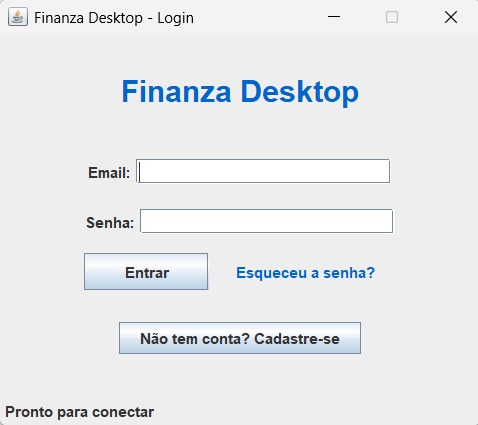 Finanza Desktop - Login
Finanza Desktop
Email:
Senha:
Entrar Esqueceu a senha?
Não tem conta? Cadastre-se
Pronto para conectar